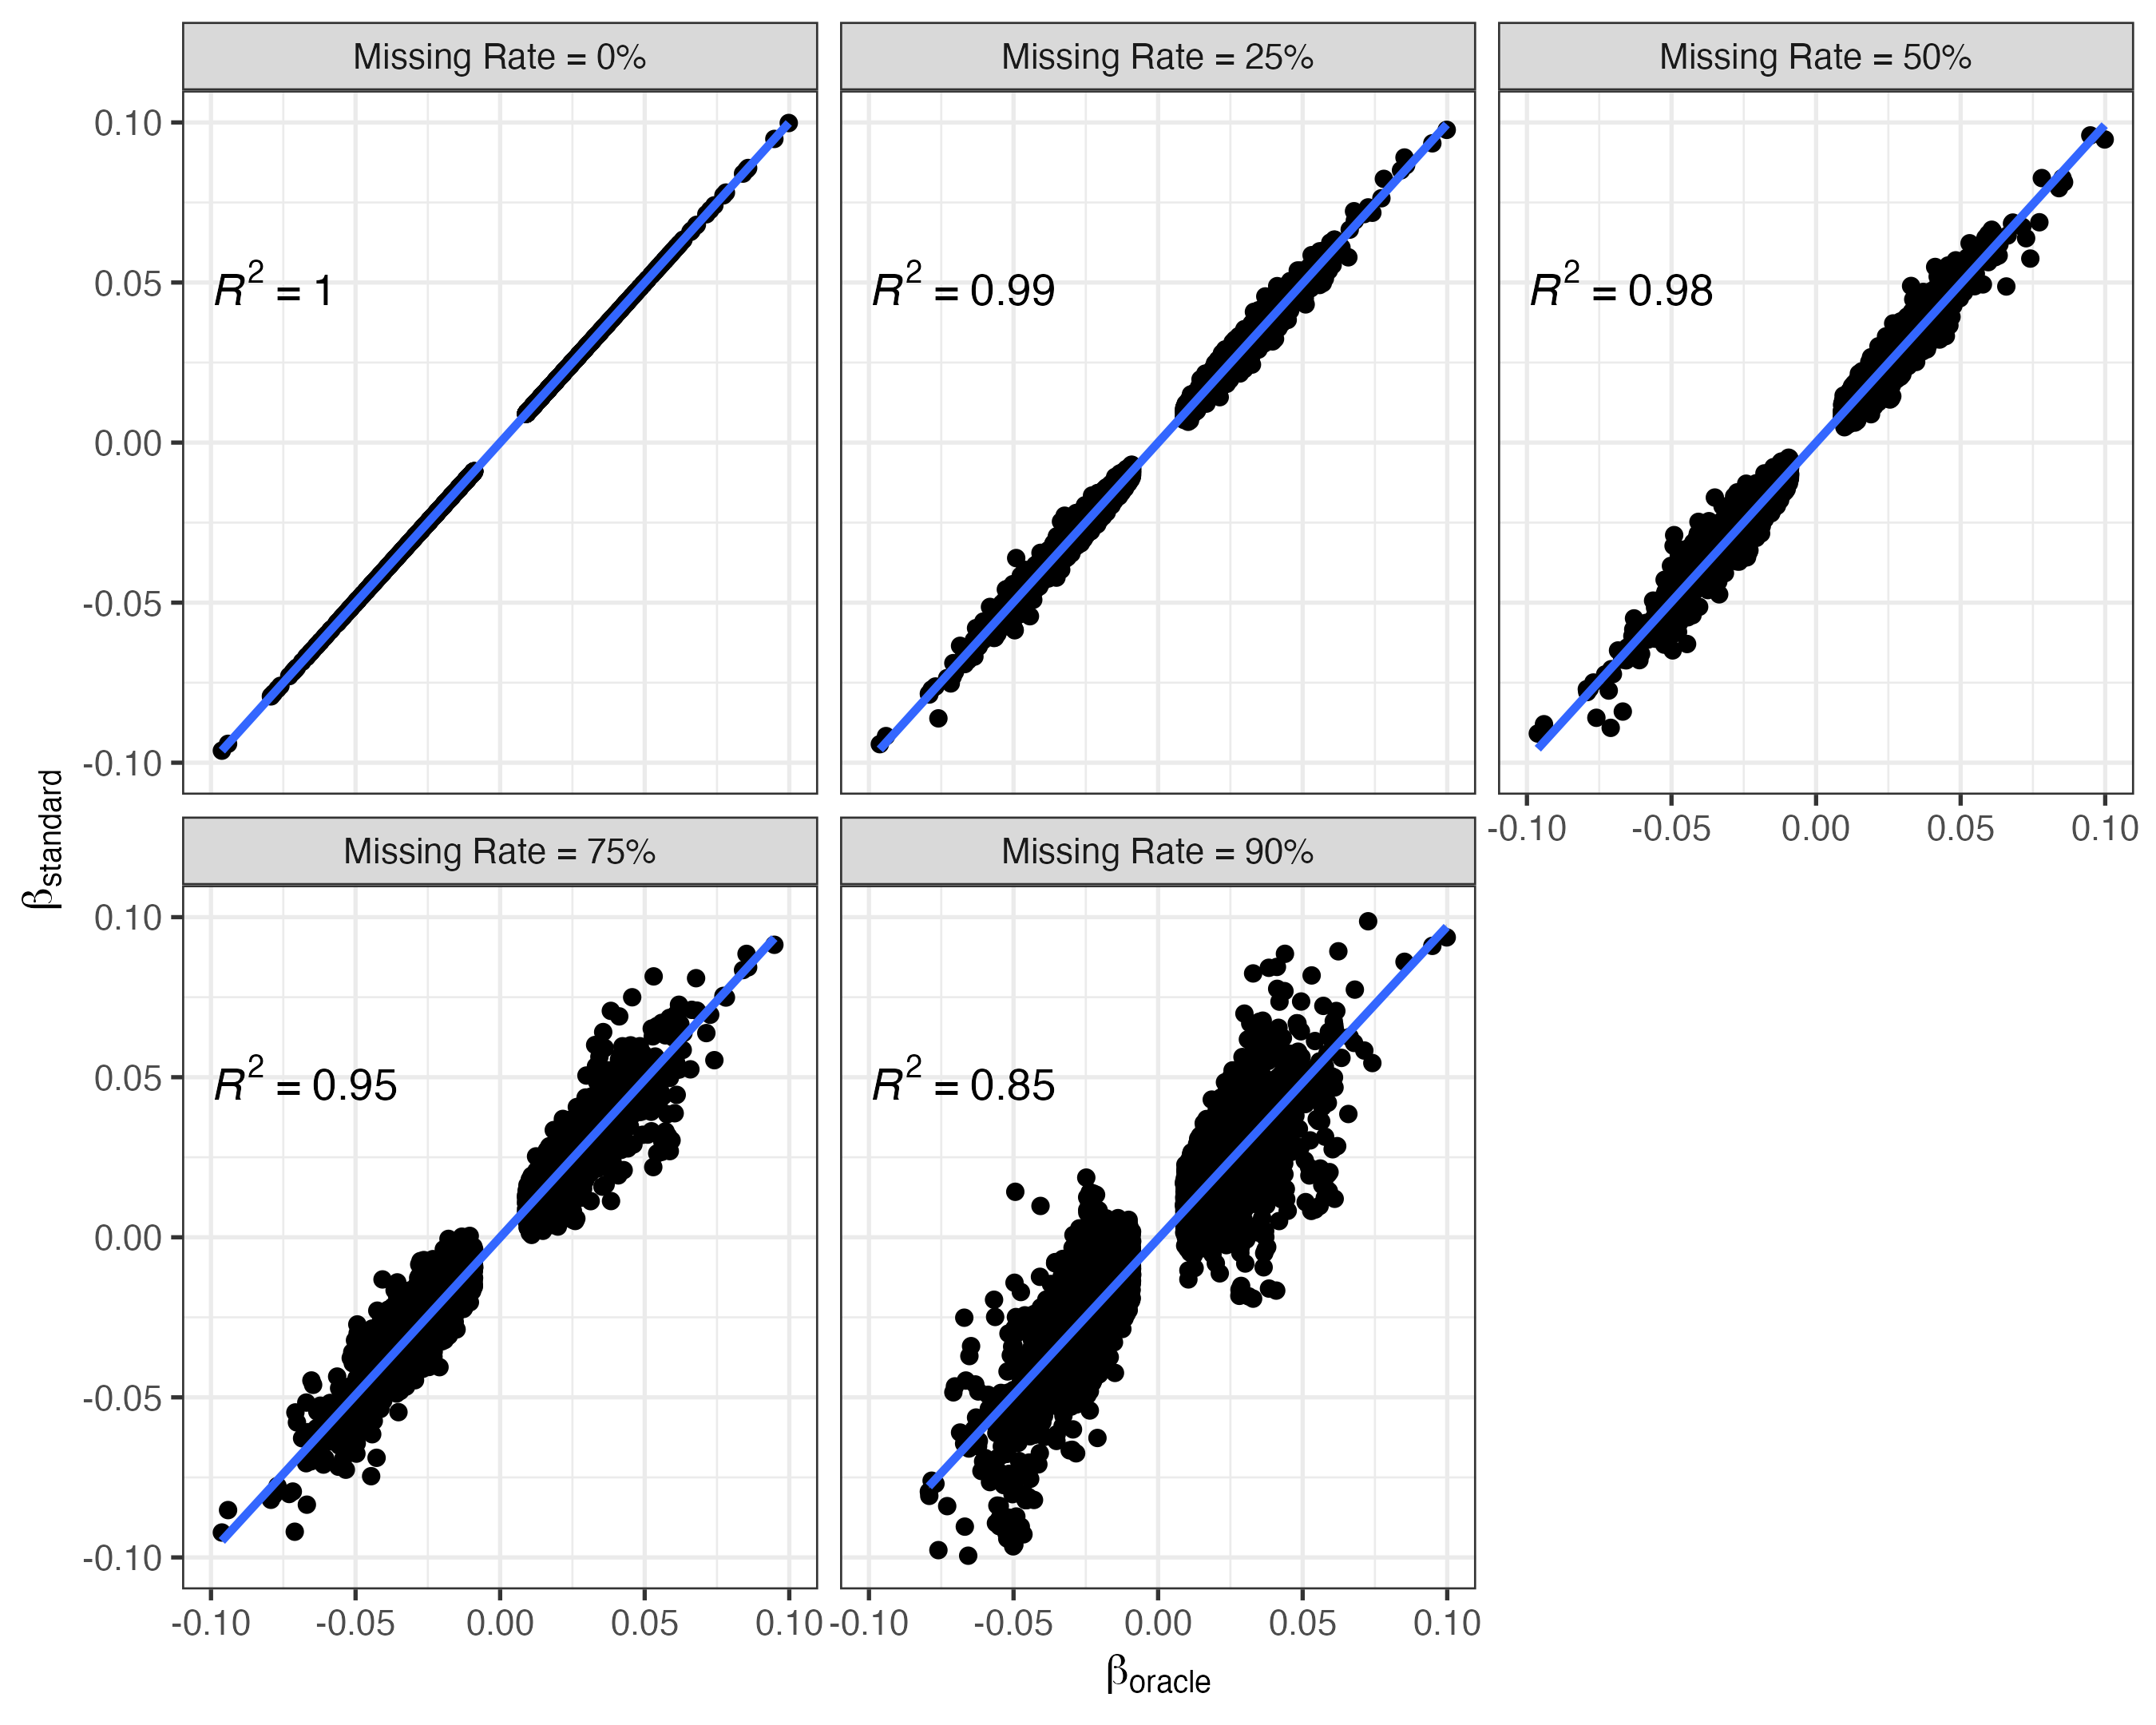 Missing Rate = 0%
Missing Rate = 25%
Missing Rate = 50%
0.10
0.05
0.00
-0.05
-0.10
R² = 1
R² = 0.99
R² = 0.98
-0.10 -0.05 0.00 0.05 0.10
βstandard
Missing Rate = 75%
Missing Rate = 90%
0.10
0.05
0.00
-0.05
-0.10
R² = 0.95
R² = 0.85
-0.10 -0.05 0.00 0.05 0.10
-0.10 -0.05 0.00 0.05 0.10
βoracle